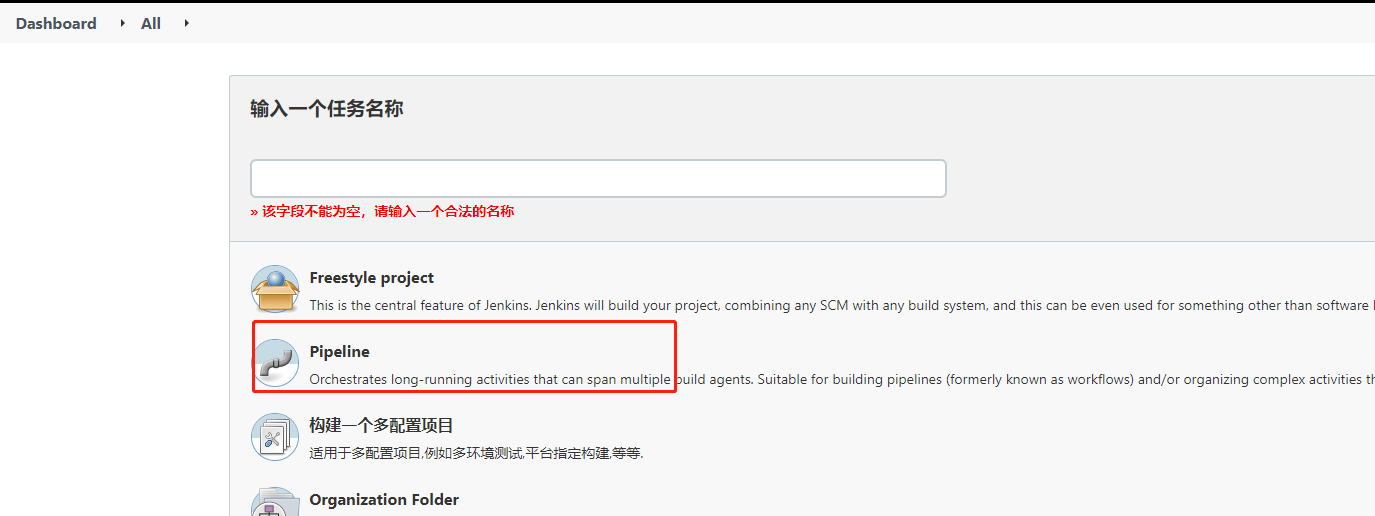 Dashboard All
输入一个任务名称
» 该字段不能为空，请输入一个合法的名称
Freestyle project
This is the central feature of Jenkins. Jenkins will build your project, combining any SCM with any build system, and this can be even used for something other than software
Pipeline
Orchestrates long-running activities that can span multiple build agents. Suitable for building pipelines (formerly known as workflows) and/or organizing complex activities
构建一个多配置项目
适用于多配置项目,例如多环境测试,平台指定构建,等等.
Organization Folder